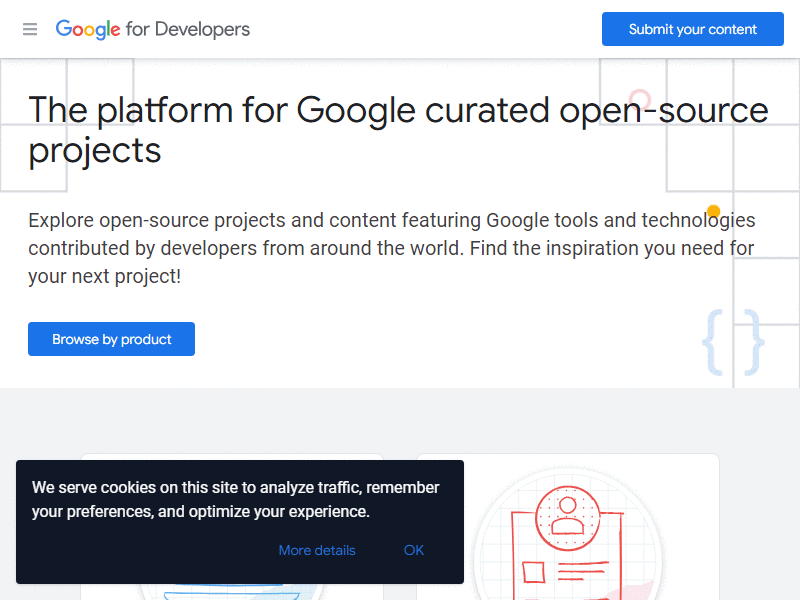 Google for Developers
Submit your content
The platform for Google curated open-source
projects
Explore open-source projects and content featuring Google tools and technologies
contributed by developers from around the world. Find the inspiration you need for
your next project!
Browse by product
{ }
We serve cookies on this site to analyze traffic, remember
your preferences, and optimize your experience.
More details
OK